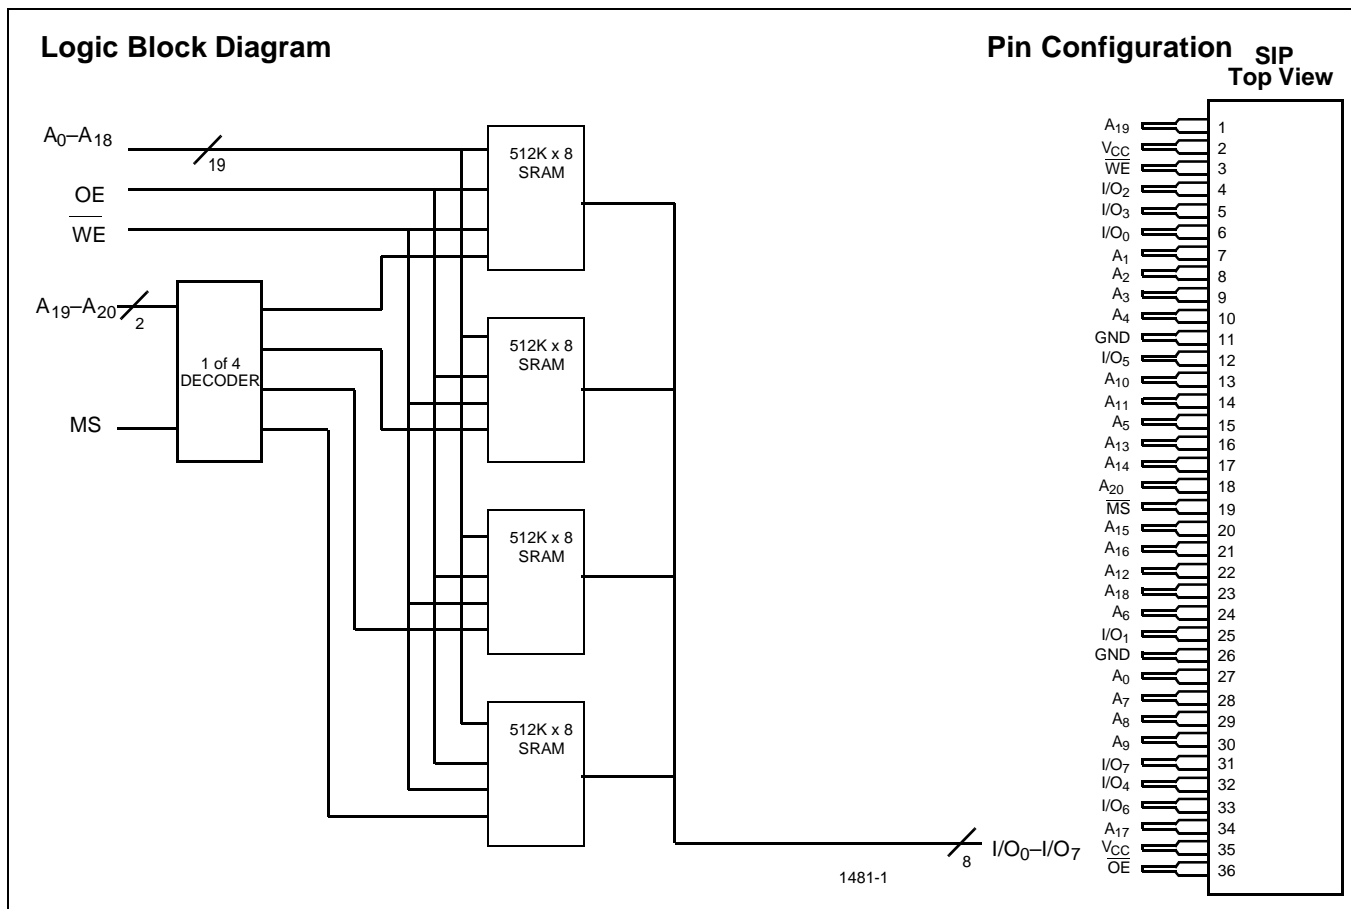 Logic Block Diagram
A0–A18
19
OE
W̅E̅
A19–A20
2
MS
1 of 4
DECODER
512K x 8
SRAM
512K x 8
SRAM
512K x 8
SRAM
512K x 8
SRAM
8
I/O0–I/O7
1481-1
Pin Configuration
SIP
Top View
A19 1
VCC 2
W̅E̅ 3
I/O2 4
I/O3 5
I/O0 6
A1 7
A2 8
A3 9
A4 10
GND 11
I/O5 12
A10 13
A11 14
A5 15
A13 16
A14 17
A20 18
M̅S̅ 19
A15 20
A16 21
A12 22
A18 23
A6 24
I/O1 25
GND 26
A0 27
A7 28
A8 29
A9 30
I/O7 31
I/O4 32
I/O6 33
A17 34
VCC 35
O̅E̅ 36